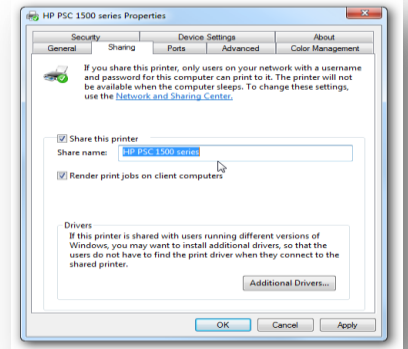 HP PSC 1500 series Properties
Security Device Settings About
General Sharing Ports Advanced Color Management
If you share this printer, only users on your network with a username
and password for this computer can print to it. The printer will not
be available when the computer sleeps. To change these settings,
use the Network and Sharing Center.
Share this printer
Share name: HP PSC 1500 series
Render print jobs on client computers
Drivers
If this printer is shared with users running different versions of
Windows, you may want to install additional drivers, so that the
users do not have to find the print driver when they connect to the
shared printer.
Additional Drivers...
OK Cancel Apply